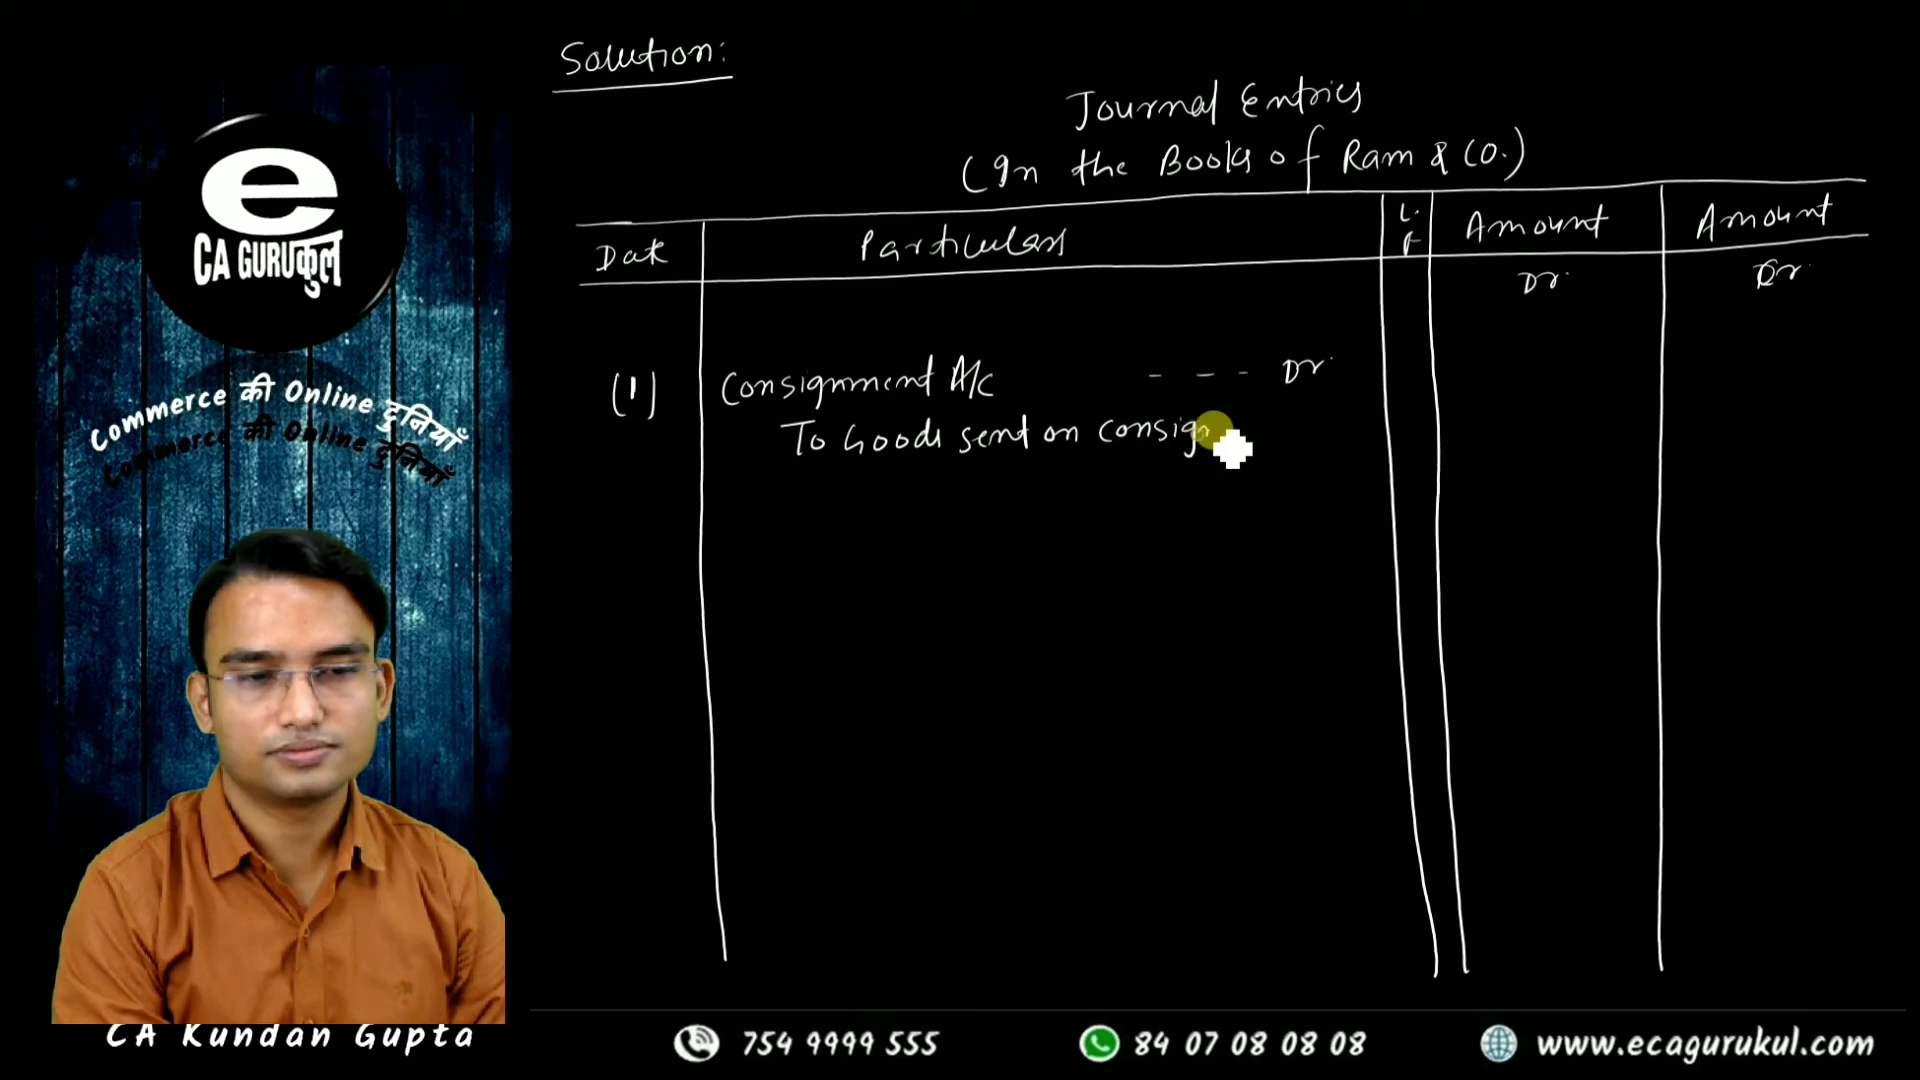 Solution:
Journal Entries
(In the Books of Ram & Co.)
Date Particulars L.F Amount Amount
Dr. Cr.
(1) Consignment A/c - - - Dr.
To Goods sent on consign
e
CA GURUकुल
Commerce की Online दुनियाँ
Commerce की Online दुनियाँ
CA Kundan Gupta
754 9999 555
84 07 08 08 08
www.ecagurukul.com